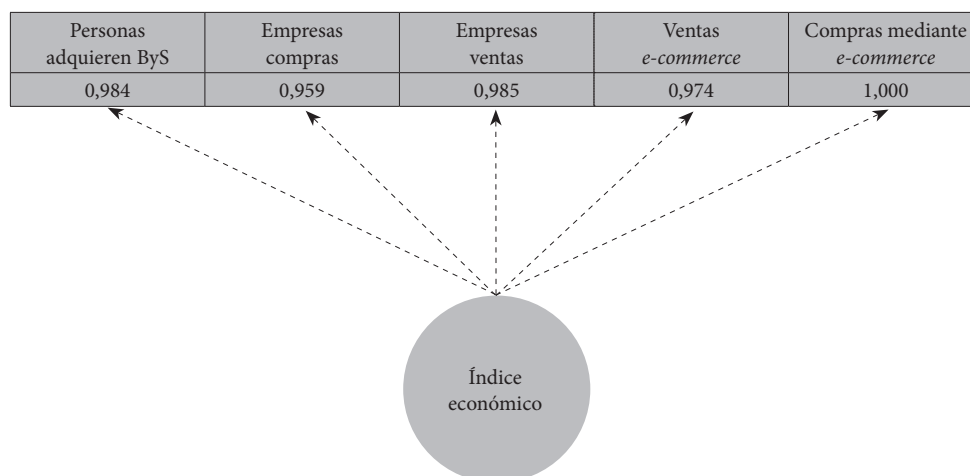 Personas
adquieren ByS
Empresas
compras
Empresas
ventas
Ventas
e-commerce
Compras mediante
e-commerce
0,984
0,959
0,985
0,974
1,000
Índice
económico